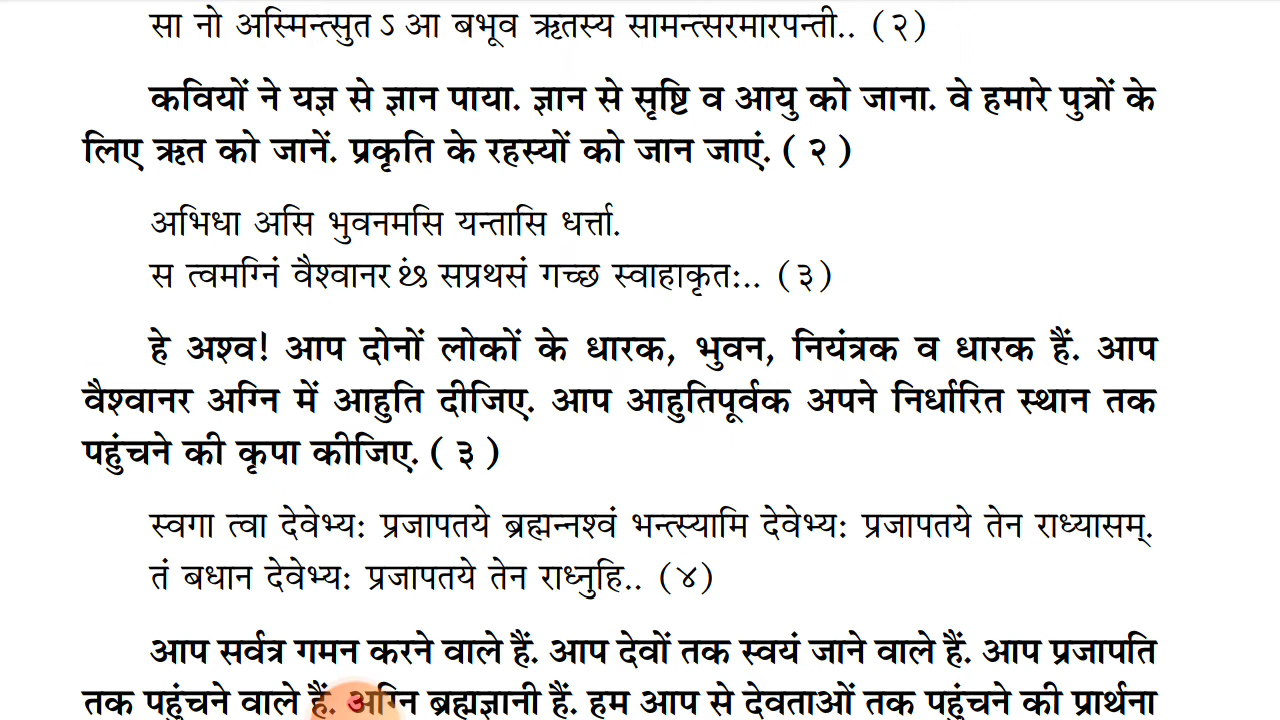 सा नो अस्मिन्त्सुत ऽ आ बभूव ऋतस्य सामन्त्सरमारपन्ती.. (२)
कवियों ने यज्ञ से ज्ञान पाया. ज्ञान से सृष्टि व आयु को जाना. वे हमारे पुत्रों के
लिए ऋत को जानें. प्रकृति के रहस्यों को जान जाएं. ( २ )
अभिधा असि भुवनमसि यन्तासि धर्त्ता.
स त्वमग्निं वैश्वानर ꣳ सप्रथसं गच्छ स्वाहाकृतः.. (३)
हे अश्व! आप दोनों लोकों के धारक, भुवन, नियंत्रक व धारक हैं. आप
वैश्वानर अग्नि में आहुति दीजिए. आप आहुतिपूर्वक अपने निर्धारित स्थान तक
पहुंचने की कृपा कीजिए. ( ३ )
स्वगा त्वा देवेभ्यः प्रजापतये ब्रह्मन्नश्वं भन्त्स्यामि देवेभ्यः प्रजापतये तेन राध्यासम्.
तं बधान देवेभ्यः प्रजापतये तेन राध्नुहि.. (४)
आप सर्वत्र गमन करने वाले हैं. आप देवों तक स्वयं जाने वाले हैं. आप प्रजापति
तक पहुंचने वाले हैं. अग्नि ब्रह्मज्ञानी हैं. हम आप से देवताओं तक पहुंचने की प्रार्थना